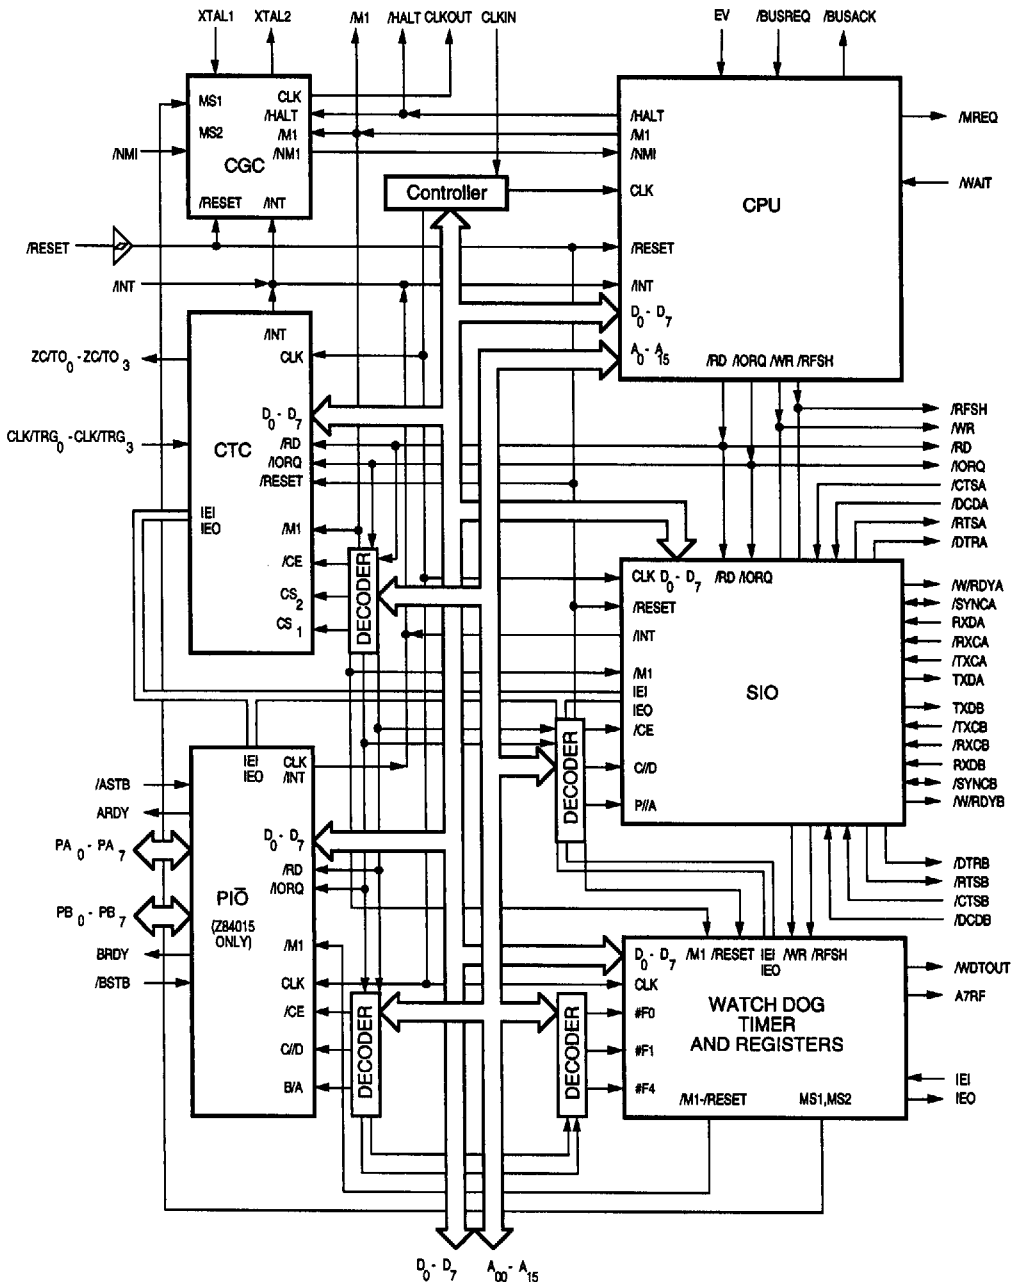 XTAL1 XTAL2 /M1 /HALT CLKOUT CLKIN EV /BUSREQ /BUSACK
MS1
MS2
CLK
/HALT
/M1
/NM1
CGC
/RESET /INT
/NMI
/RESET
/INT
Controller
/HALT
/M1
/NMI
CLK
CPU
/RESET
/INT
D0 - D7
A0 - A15
/RD /IORQ /WR /RFSH
/MREQ
/WAIT
/INT
CLK
ZC/TO0 - ZC/TO3
CLK/TRG0 - CLK/TRG3
D0 - D7
CTC
/RD
/IORQ
/RESET
IEI
IEO
/M1
/CE
CS2
CS1
DECODER
/RFSH
/WR
/RD
/IORQ
/CTSA
/DCDA
/RTSA
/DTRA
CLK D0 - D7 /RD /IORQ
/RESET
/INT
/M1
IEI
IEO
/CE
C//D
P//A
SIO
DECODER
/W/RDYA
/SYNCA
RXDA
/RXCA
/TXCA
TXDA
TXDB
/TXCB
/RXCB
RXDB
/SYNCB
/W/RDYB
/DTRB
/RTSB
/CTSB
/DCDB
IEI
IEO
CLK
/INT
/ASTB
ARDY
PA0 - PA7
PB0 - PB7
BRDY
/BSTB
D0 - D7
/RD
/IORQ
PIO̅
(Z84015
ONLY)
/M1
CLK
/CE
C//D
B/A
DECODER
DECODER
D0 - D7 /M1 /RESET IEI /WR /RFSH
IEO
CLK
#F0
#F1
#F4
WATCH DOG
TIMER
AND REGISTERS
/M1-/RESET MS1,MS2
/WDTOUT
A7RF
IEI
IEO
D0 - D7 A00 - A15